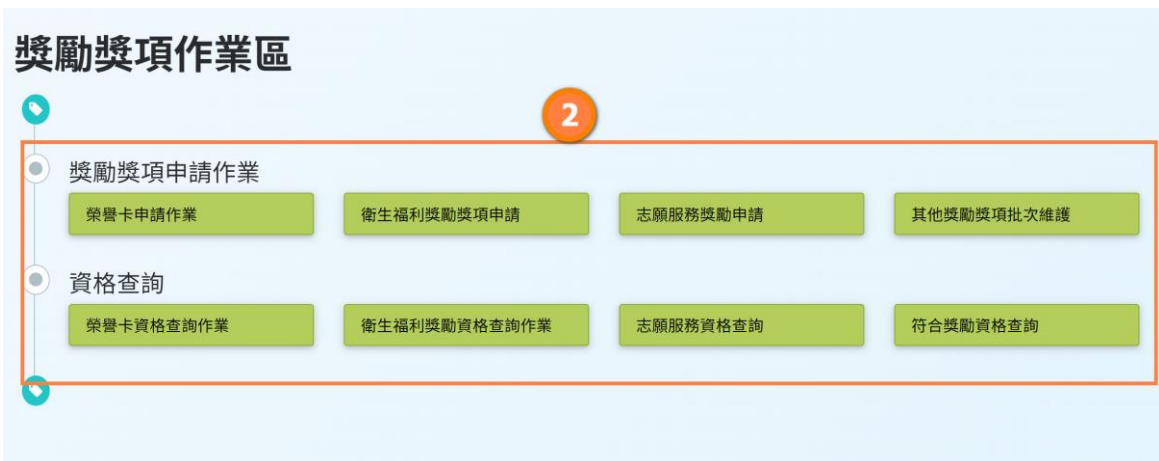 獎勵獎項作業區
2
獎勵獎項申請作業
榮譽卡申請作業 衛生福利獎勵獎項申請 志願服務獎勵申請 其他獎勵獎項批次維護
資格查詢
榮譽卡資格查詢作業 衛生福利獎勵資格查詢作業 志願服務資格查詢 符合獎勵資格查詢